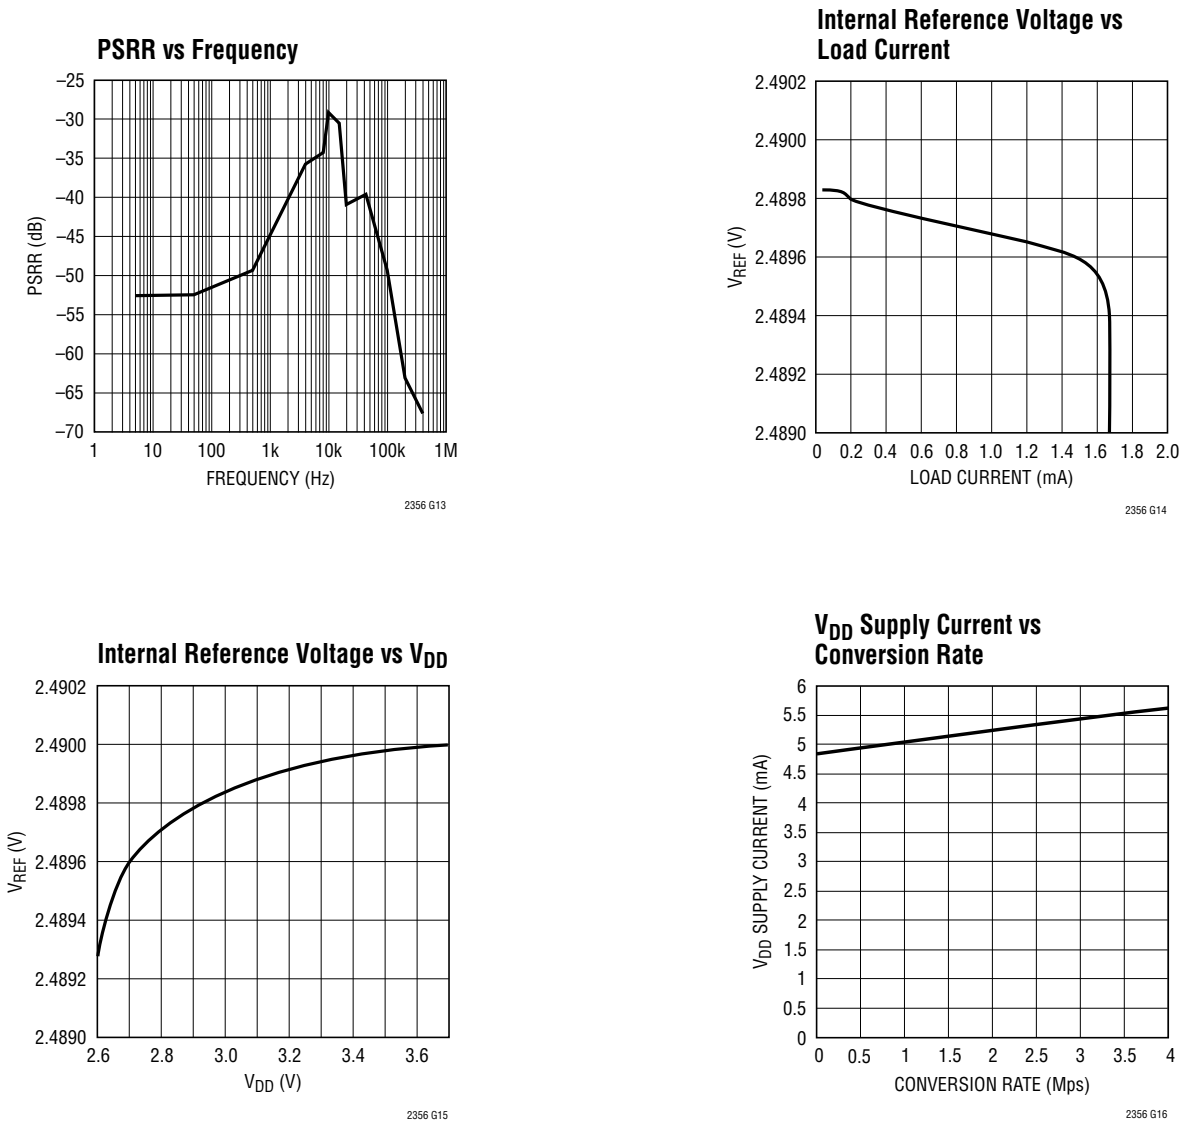 PSRR vs Frequency
–25
–30
–35
–40
–45
–50
–55
–60
–65
–70
PSRR (dB)
1 10 100 1k 10k 100k 1M
FREQUENCY (Hz)
2356 G13
Internal Reference Voltage vs
Load Current
2.4902
2.4900
2.4898
2.4896
2.4894
2.4892
2.4890
VREF (V)
0 0.2 0.4 0.6 0.8 1.0 1.2 1.4 1.6 1.8 2.0
LOAD CURRENT (mA)
2356 G14
Internal Reference Voltage vs VDD
2.4902
2.4900
2.4898
2.4896
2.4894
2.4892
2.4890
VREF (V)
2.6 2.8 3.0 3.2 3.4 3.6
VDD (V)
2356 G15
VDD Supply Current vs
Conversion Rate
6
5.5
5
4.5
4
3.5
3
2.5
2
1.5
1
0.5
0
VDD SUPPLY CURRENT (mA)
0 0.5 1 1.5 2 2.5 3 3.5 4
CONVERSION RATE (Mps)
2356 G16